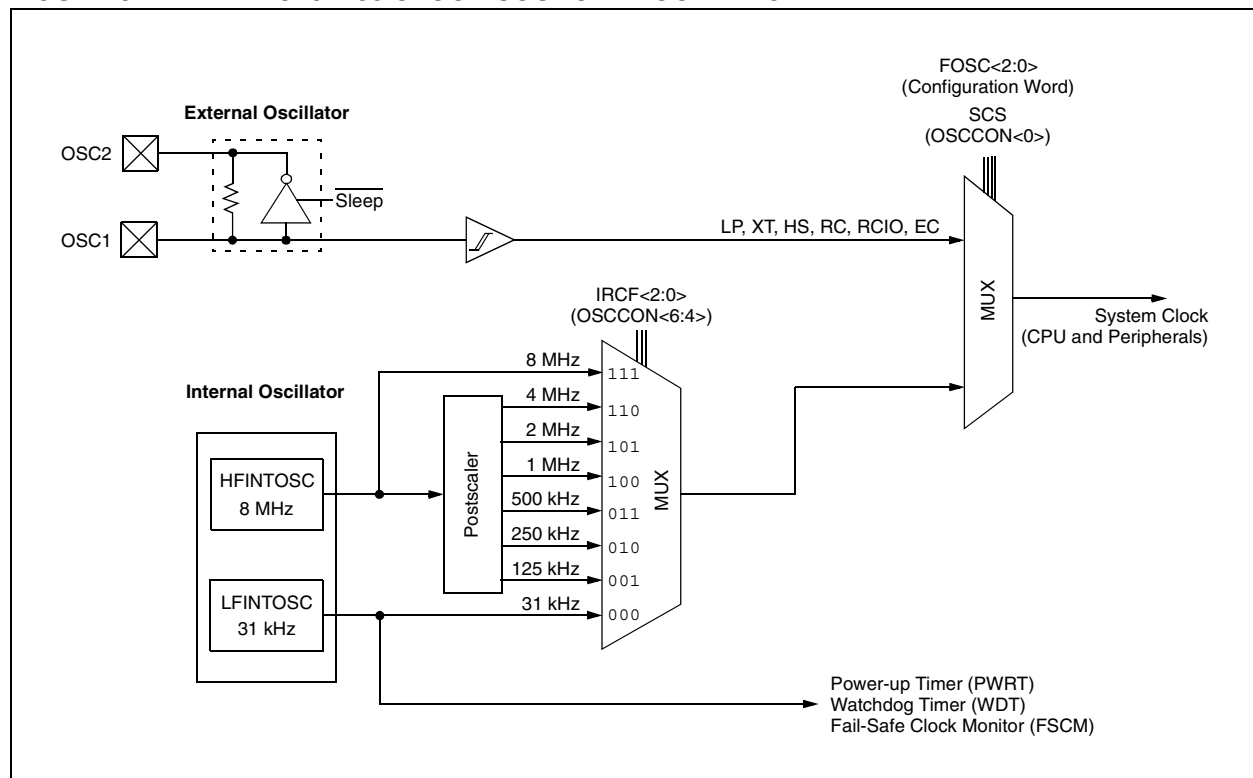 FOSC<2:0>
(Configuration Word)
SCS
(OSCCON<0>)
External Oscillator
OSC2
Sleep
OSC1
LP, XT, HS, RC, RCIO, EC
MUX
System Clock
(CPU and Peripherals)
IRCF<2:0>
(OSCCON<6:4>)
Internal Oscillator
HFINTOSC
8 MHz
LFINTOSC
31 kHz
Postscaler
8 MHz
4 MHz
2 MHz
1 MHz
500 kHz
250 kHz
125 kHz
31 kHz
111
110
101
100
011
010
001
000
MUX
Power-up Timer (PWRT)
Watchdog Timer (WDT)
Fail-Safe Clock Monitor (FSCM)